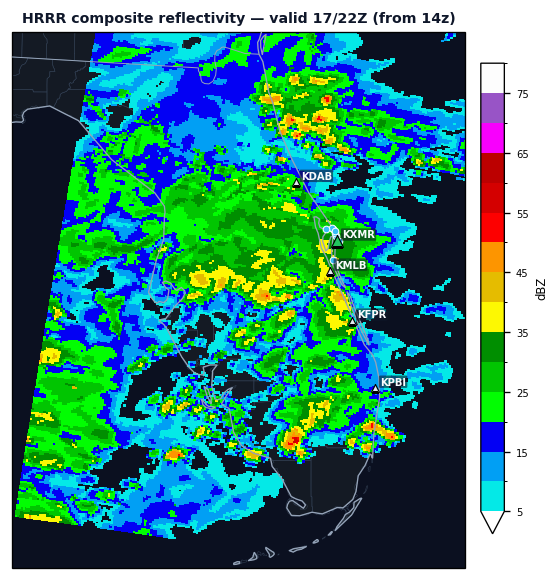 HRRR composite reflectivity — valid 17/22Z (from 14z)
KDAB
KXMR
KMLB
KFPR
KPBI
75
65
55
45
35
25
15
5
dBZ